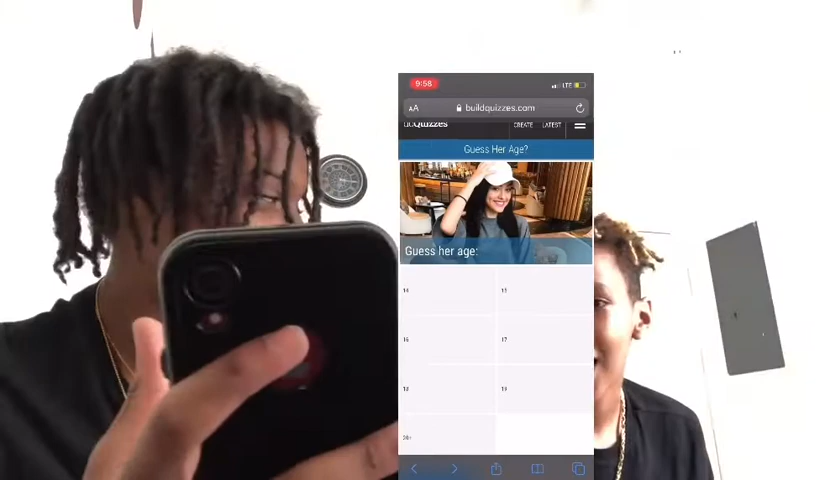 9:58
LTE
AA
buildquizzes.com
Quizzes
CREATE
LATEST
Guess Her Age?
Guess her age:
14
15
16
17
18
19
20+